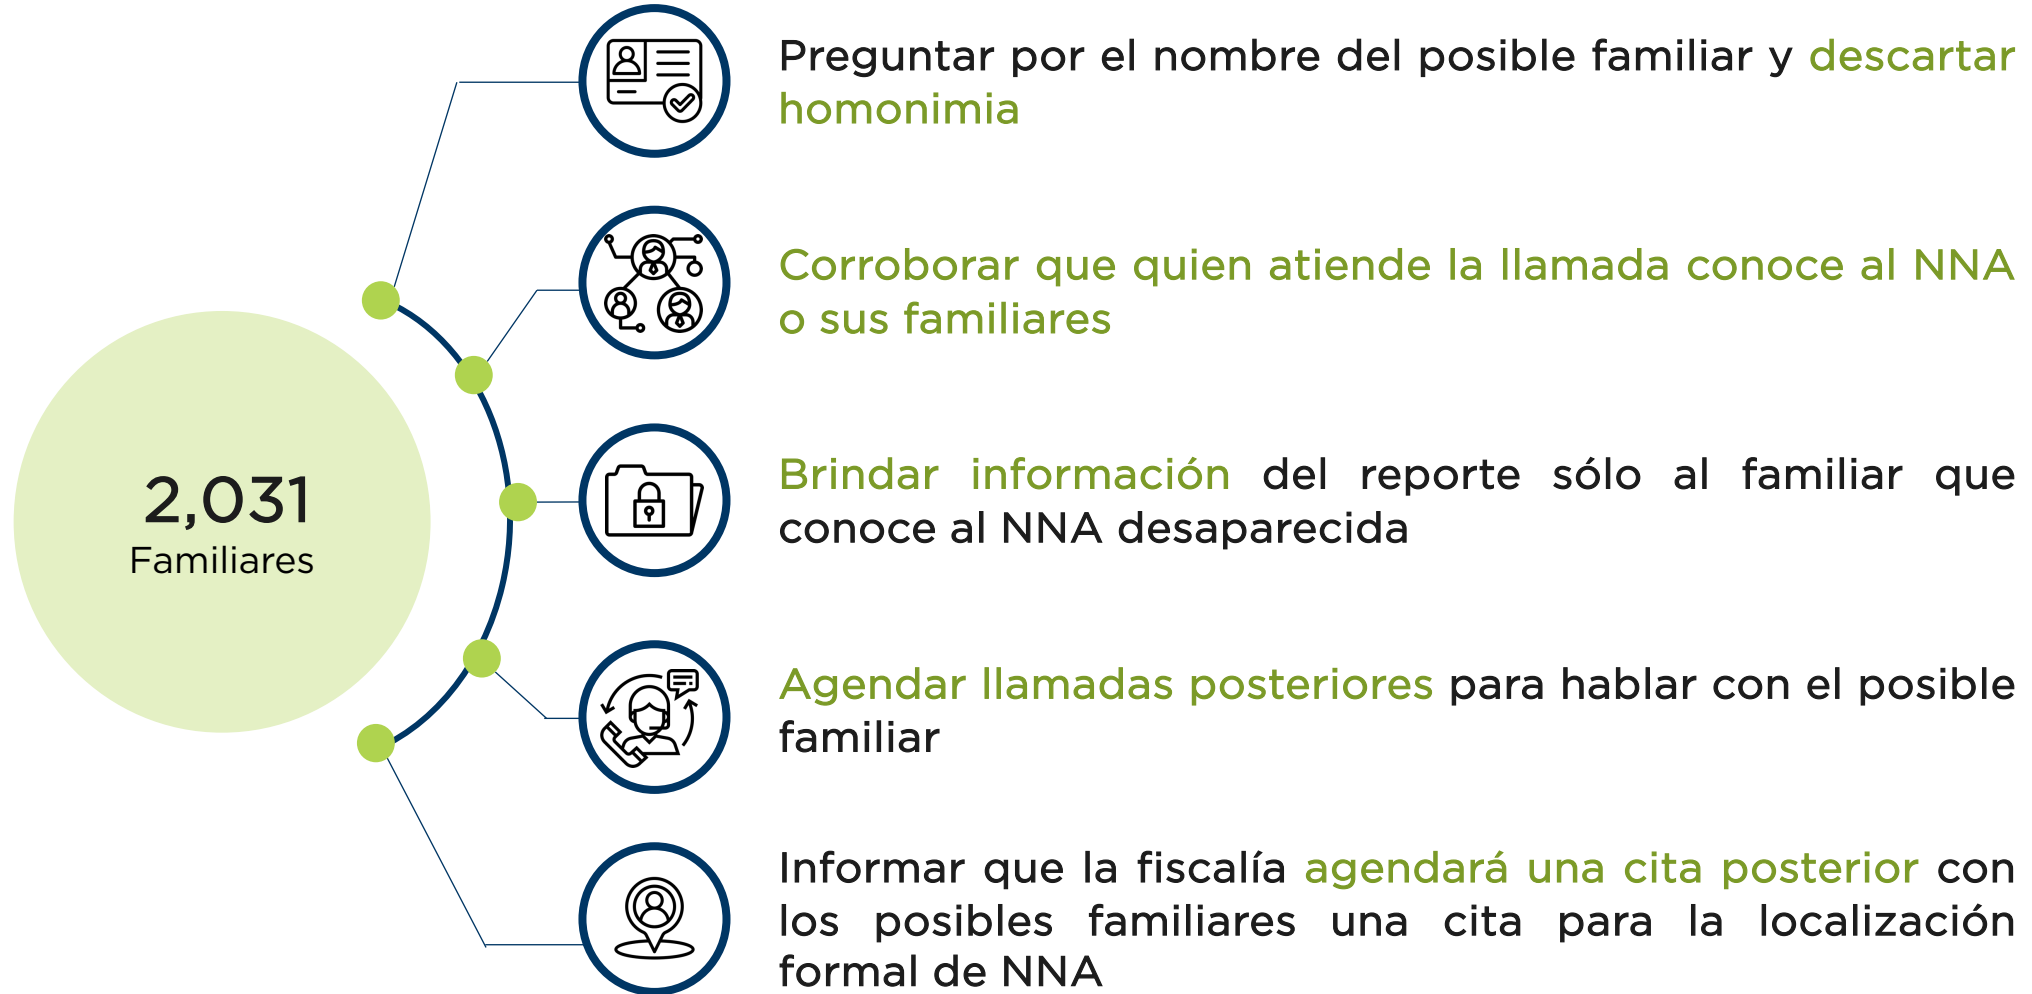 2,031
Familiares
Preguntar por el nombre del posible familiar y descartar
homonimia
Corroborar que quien atiende la llamada conoce al NNA
o sus familiares
Brindar información del reporte sólo al familiar que
conoce al NNA desaparecida
Agendar llamadas posteriores para hablar con el posible
familiar
Informar que la fiscalía agendará una cita posterior con
los posibles familiares una cita para la localización
formal de NNA